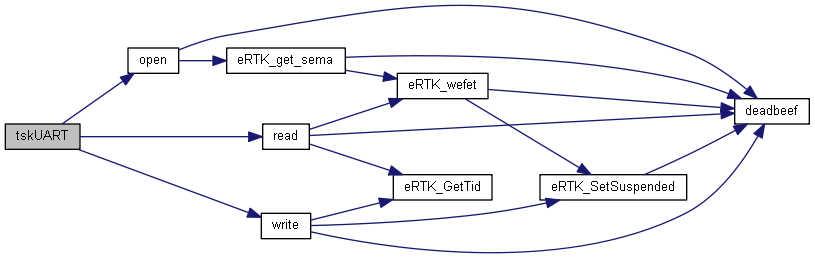 open
eRTK_get_sema
eRTK_wefet
deadbeef
tskUART
read
eRTK_GetTid
eRTK_SetSuspended
write